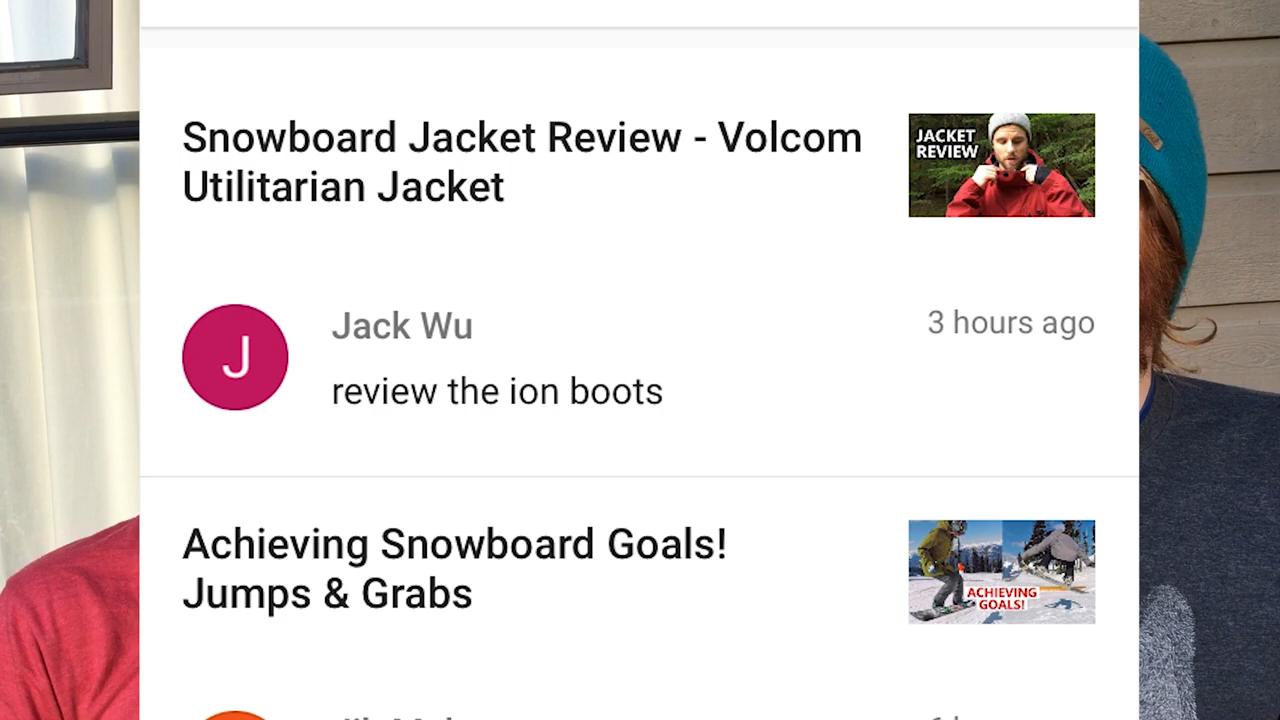 Snowboard Jacket Review - Volcom
Utilitarian Jacket
JACKET
REVIEW
J
Jack Wu
3 hours ago
review the ion boots
Achieving Snowboard Goals!
Jumps & Grabs
ACHIEVING
GOALS!